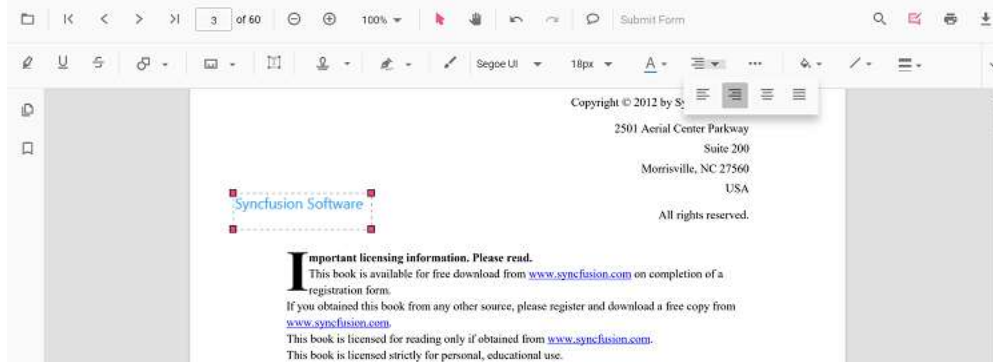 3 of 60 100% Submit Form
Segoe UI 18px A
Copyright © 2012 by Sy
2501 Aerial Center Parkway
Suite 200
Morrisville, NC 27560
USA
Syncfusion Software
All rights reserved.
Important licensing information. Please read.
This book is available for free download from www.syncfusion.com on completion of a
registration form.
If you obtained this book from any other source, please register and download a free copy from
www.syncfusion.com.
This book is licensed for reading only if obtained from www.syncfusion.com.
This book is licensed strictly for personal, educational use.